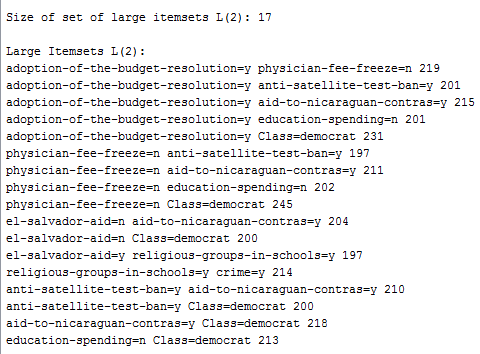 Size of set of large itemsets L(2): 17
Large Itemsets L(2):
adoption-of-the-budget-resolution=y physician-fee-freeze=n 219
adoption-of-the-budget-resolution=y anti-satellite-test-ban=y 201
adoption-of-the-budget-resolution=y aid-to-nicaraguan-contras=y 215
adoption-of-the-budget-resolution=y education-spending=n 201
adoption-of-the-budget-resolution=y Class=democrat 231
physician-fee-freeze=n anti-satellite-test-ban=y 197
physician-fee-freeze=n aid-to-nicaraguan-contras=y 211
physician-fee-freeze=n education-spending=n 202
physician-fee-freeze=n Class=democrat 245
el-salvador-aid=n aid-to-nicaraguan-contras=y 204
el-salvador-aid=n Class=democrat 200
el-salvador-aid=y religious-groups-in-schools=y 197
religious-groups-in-schools=y crime=y 214
anti-satellite-test-ban=y aid-to-nicaraguan-contras=y 210
anti-satellite-test-ban=y Class=democrat 200
aid-to-nicaraguan-contras=y Class=democrat 218
education-spending=n Class=democrat 213